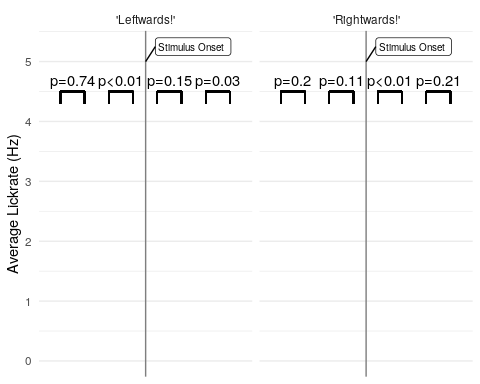 'Leftwards!'
'Rightwards!'
Stimulus Onset
Stimulus Onset
p=0.74 p<0.01 p=0.15 p=0.03
p=0.2 p=0.11 p<0.01 p=0.21
Average Lickrate (Hz)
5
4
3
2
1
0